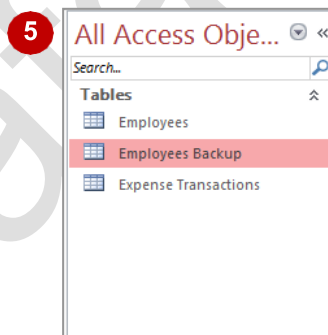 5
All Access Obje...
Search...
Tables
Employees
Employees Backup
Expense Transactions